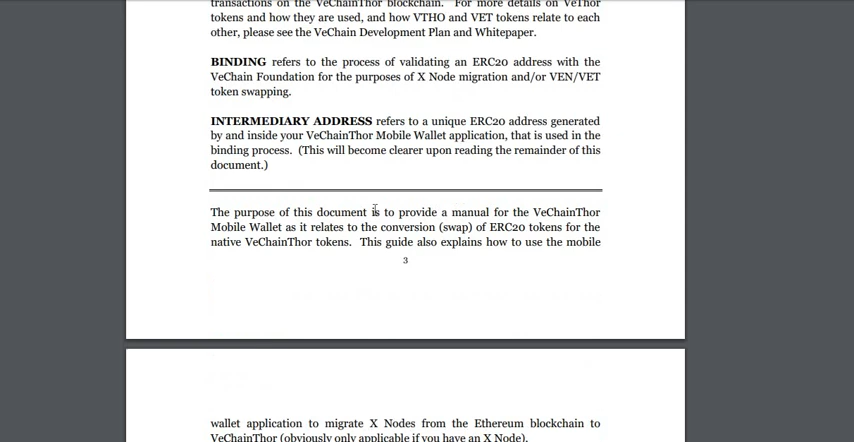 transactions on the VeChainThor blockchain. For more details on VeThor
tokens and how they are used, and how VTHO and VET tokens relate to each
other, please see the VeChain Development Plan and Whitepaper.
BINDING refers to the process of validating an ERC20 address with the
VeChain Foundation for the purposes of X Node migration and/or VEN/VET
token swapping.
INTERMEDIARY ADDRESS refers to a unique ERC20 address generated
by and inside your VeChainThor Mobile Wallet application, that is used in the
binding process. (This will become clearer upon reading the remainder of this
document.)
The purpose of this document is to provide a manual for the VeChainThor
Mobile Wallet as it relates to the conversion (swap) of ERC20 tokens for the
native VeChainThor tokens. This guide also explains how to use the mobile
3
wallet application to migrate X Nodes from the Ethereum blockchain to
VeChainThor (obviously only applicable if you have an X Node).